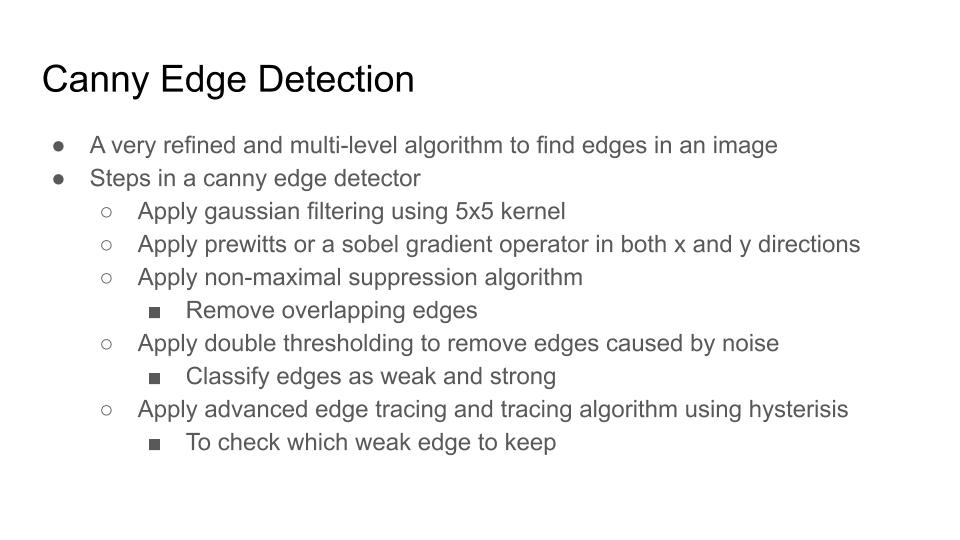 Canny Edge Detection
● A very refined and multi-level algorithm to find edges in an image
● Steps in a canny edge detector
○ Apply gaussian filtering using 5x5 kernel
○ Apply prewitts or a sobel gradient operator in both x and y directions
○ Apply non-maximal suppression algorithm
■ Remove overlapping edges
○ Apply double thresholding to remove edges caused by noise
■ Classify edges as weak and strong
○ Apply advanced edge tracing and tracing algorithm using hysterisis
■ To check which weak edge to keep